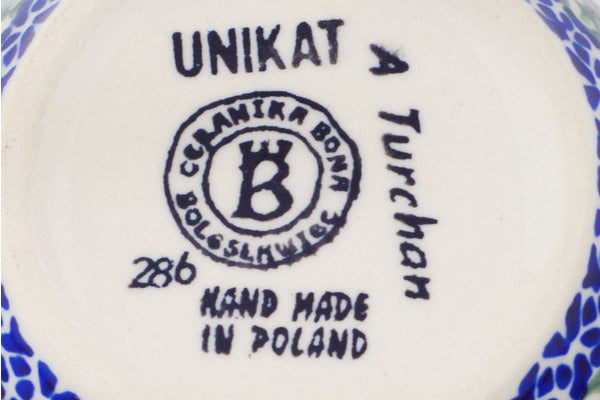 UNIKAT
A Turchan
CERAMIKA BONA
B
BOLESLAWIEC
286
HAND MADE
IN POLAND